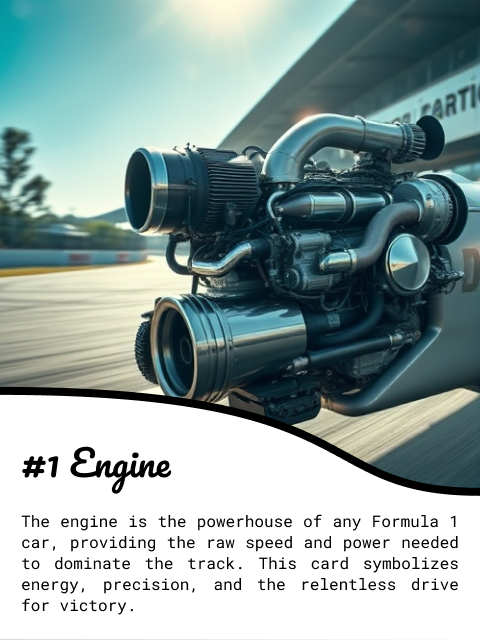 #1 Engine
The engine is the powerhouse of any Formula 1
car, providing the raw speed and power needed
to dominate the track. This card symbolizes
energy, precision, and the relentless drive
for victory.